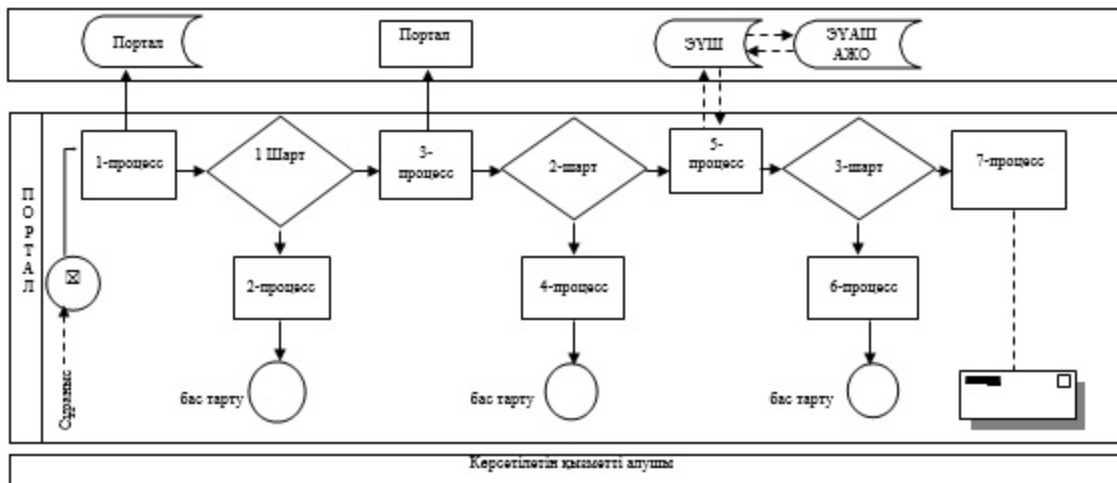 Портал
Портал
ЭҮШ
ЭҮАШ
АЖО
ПОРТАЛ
1-процесс
1 Шарт
3-
процесс
2-шарт
5-
процесс
3-шарт
7-процесс
2-процесс
4-процесс
6-процесс
Сұраныс
бас тарту
бас тарту
бас тарту
Көрсетілетін қызметті алушы